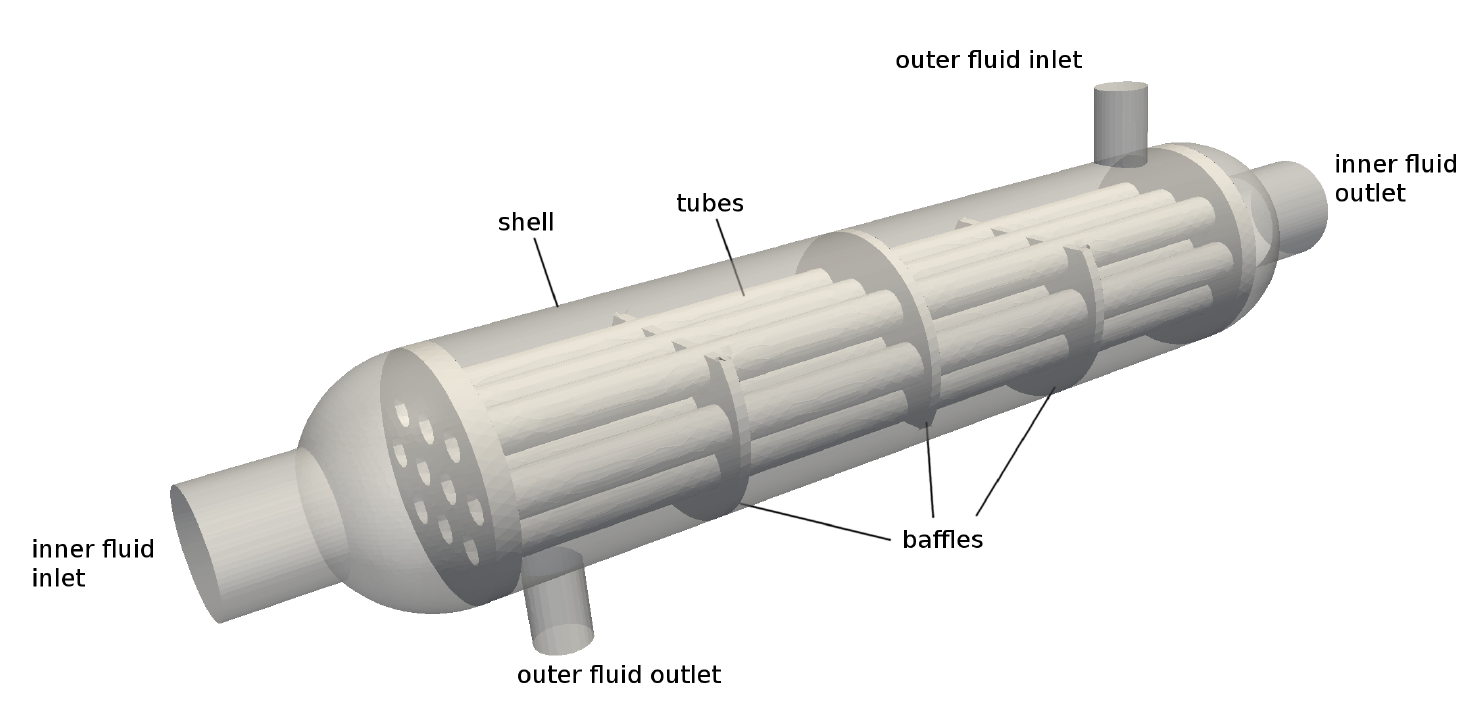 outer fluid inlet
inner fluid
outlet
tubes
shell
baffles
inner fluid
inlet
outer fluid outlet